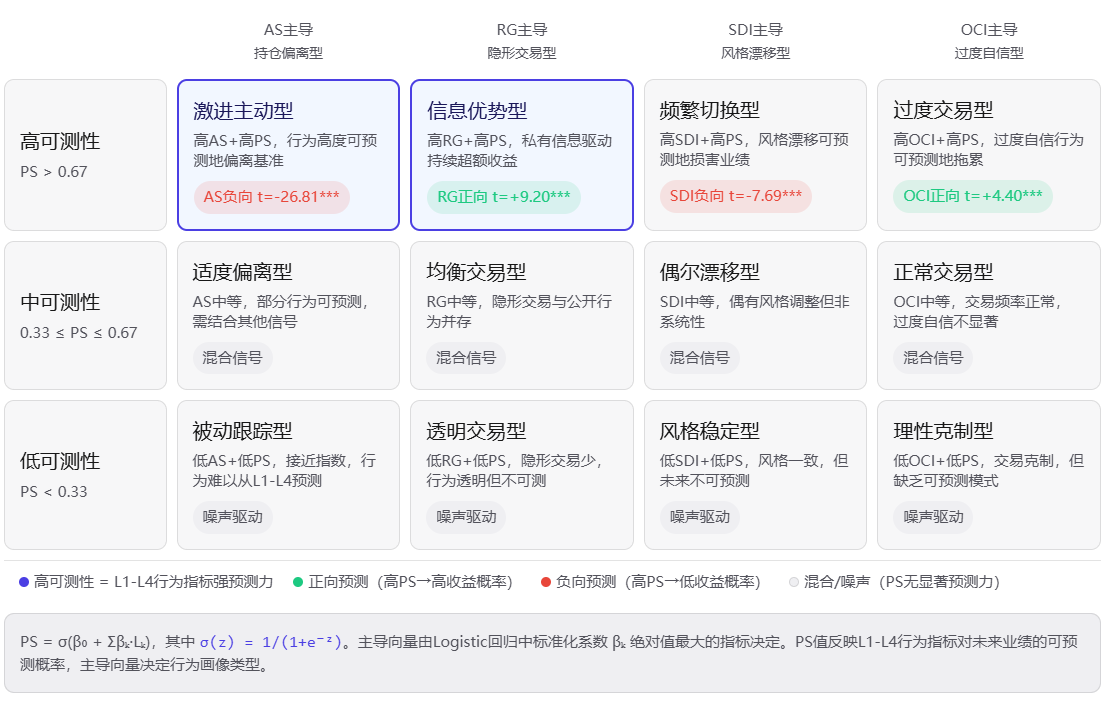 AS主导
持仓偏离型
RG主导
隐形交易型
SDI主导
风格漂移型
OCI主导
过度自信型
高可测性
PS > 0.67
激进主动型
高AS+高PS，行为高度可预
测地偏离基准
AS负向 t=-26.81***
信息优势型
高RG+高PS，私有信息驱动
持续超额收益
RG正向 t=+9.20***
频繁切换型
高SDI+高PS，风格漂移可预
测地损害业绩
SDI负向 t=-7.69***
过度交易型
高OCI+高PS，过度自信行为
可预测地拖累
OCI正向 t=+4.40***
中可测性
0.33 ≤ PS ≤ 0.67
适度偏离型
AS中等，部分行为可预测，
需结合其他信号
混合信号
均衡交易型
RG中等，隐形交易与公开行
为并存
混合信号
偶尔漂移型
SDI中等，偶有风格调整但非
系统性
混合信号
正常交易型
OCI中等，交易频率正常，
过度自信不显著
混合信号
低可测性
PS < 0.33
被动跟踪型
低AS+低PS，接近指数，行
为难以从L1-L4预测
噪声驱动
透明交易型
低RG+低PS，隐形交易少，
行为透明但不可测
噪声驱动
风格稳定型
低SDI+低PS，风格一致，但
未来不可预测
噪声驱动
理性克制型
低OCI+低PS，交易克制，但
缺乏可预测模式
噪声驱动
高可测性 = L1-L4行为指标强预测力
正向预测（高PS→高收益概率）
负向预测（高PS→低收益概率）
混合/噪声（PS无显著预测力）
PS = σ(β₀ + Σβₖ·Lₖ)，其中 σ(z) = 1/(1+e⁻ᶻ)。主导向量由Logistic回归中标准化系数 βₖ 绝对值最大的指标决定。PS值反映L1-L4行为指标对未来业绩的可预
测概率，主导向量决定行为画像类型。